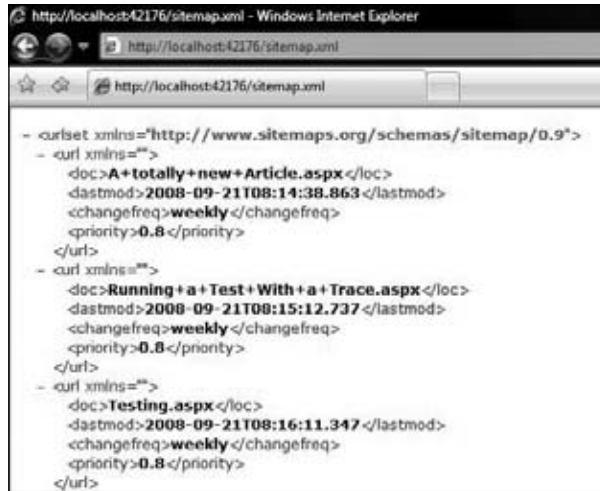 http://localhost:42176/sitemap.xml - Windows Internet Explorer
http://localhost:42176/sitemap.xml
http://localhost:42176/sitemap.xml
- <urlset xmlns="http://www.sitemaps.org/schemas/sitemap/0.9">
- <url xmlns="">
<loc>A+totally+new+Article.aspx</loc>
<lastmod>2008-09-21T08:14:38.863</lastmod>
<changefreq>weekly</changefreq>
<priority>0.8</priority>
</url>
- <url xmlns="">
<loc>Running+a+Test+With+a+Trace.aspx</loc>
<lastmod>2008-09-21T08:15:12.737</lastmod>
<changefreq>weekly</changefreq>
<priority>0.8</priority>
</url>
- <url xmlns="">
<loc>Testing.aspx</loc>
<lastmod>2008-09-21T08:16:11.347</lastmod>
<changefreq>weekly</changefreq>
<priority>0.8</priority>
</url>